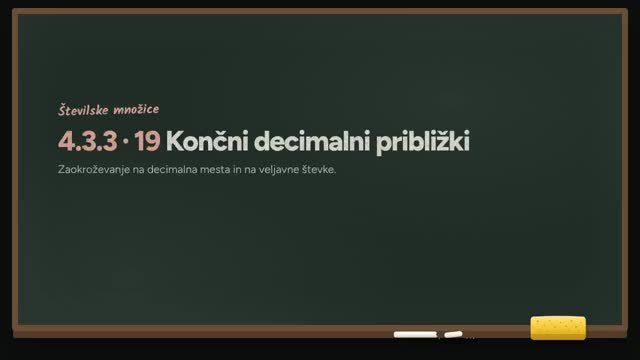 Številske množice
4.3.3 · 19 Končni decimalni približki
Zaokroževanje na decimalna mesta in na veljavne števke.